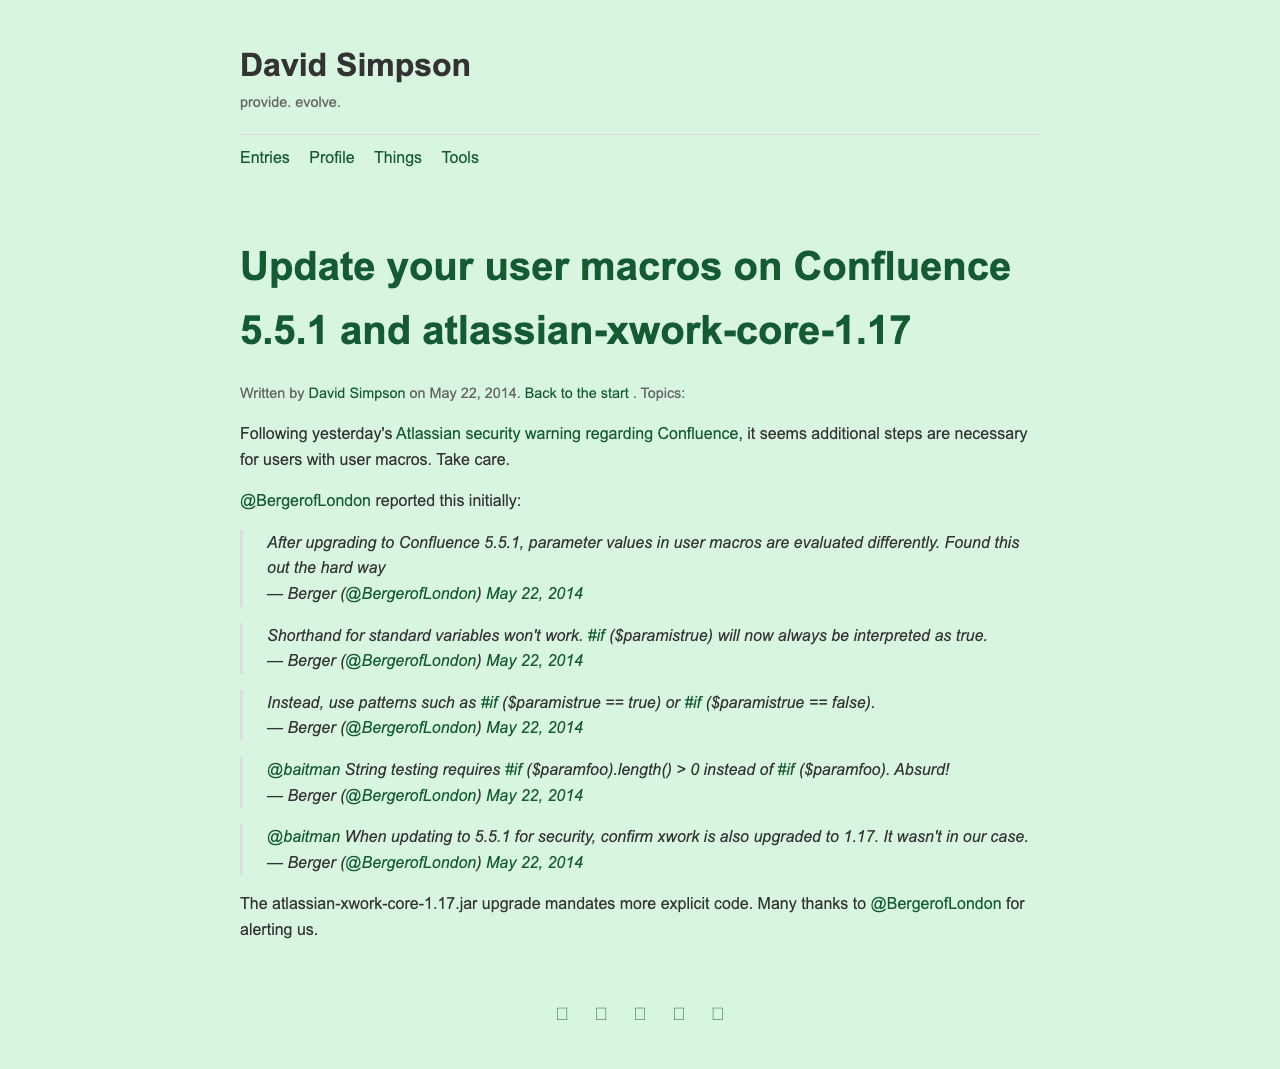 David Simpson
provide. evolve.
Entries Profile Things Tools
Update your user macros on Confluence
5.5.1 and atlassian-xwork-core-1.17
Written by David Simpson on May 22, 2014. Back to the start . Topics:
Following yesterday's Atlassian security warning regarding Confluence, it seems additional steps are necessary
for users with user macros. Take care.
@BergerofLondon reported this initially:
After upgrading to Confluence 5.5.1, parameter values in user macros are evaluated differently. Found this
out the hard way
— Berger (@BergerofLondon) May 22, 2014
Shorthand for standard variables won't work. #if ($paramistrue) will now always be interpreted as true.
— Berger (@BergerofLondon) May 22, 2014
Instead, use patterns such as #if ($paramistrue == true) or #if ($paramistrue == false).
— Berger (@BergerofLondon) May 22, 2014
@baitman String testing requires #if ($paramfoo).length() > 0 instead of #if ($paramfoo). Absurd!
— Berger (@BergerofLondon) May 22, 2014
@baitman When updating to 5.5.1 for security, confirm xwork is also upgraded to 1.17. It wasn't in our case.
— Berger (@BergerofLondon) May 22, 2014
The atlassian-xwork-core-1.17.jar upgrade mandates more explicit code. Many thanks to @BergerofLondon for
alerting us.